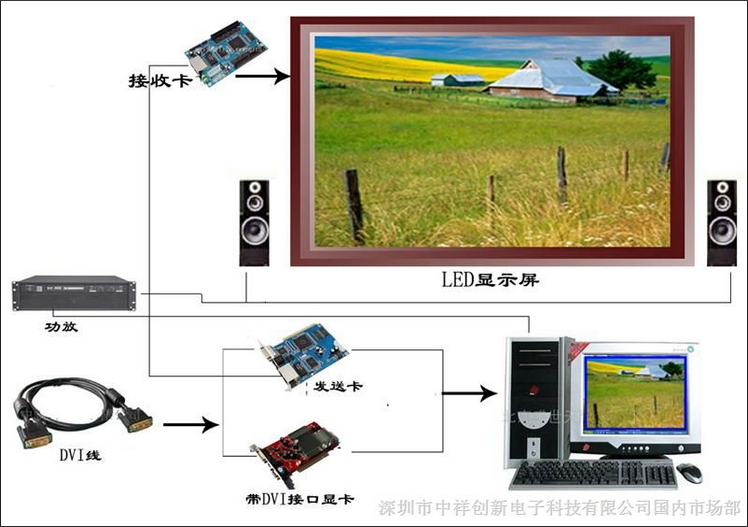 接收卡
LED显示屏
功放
发送卡
DVI线
带DVI接口显卡
深圳市中祥创新电子科技有限公司国内市场部